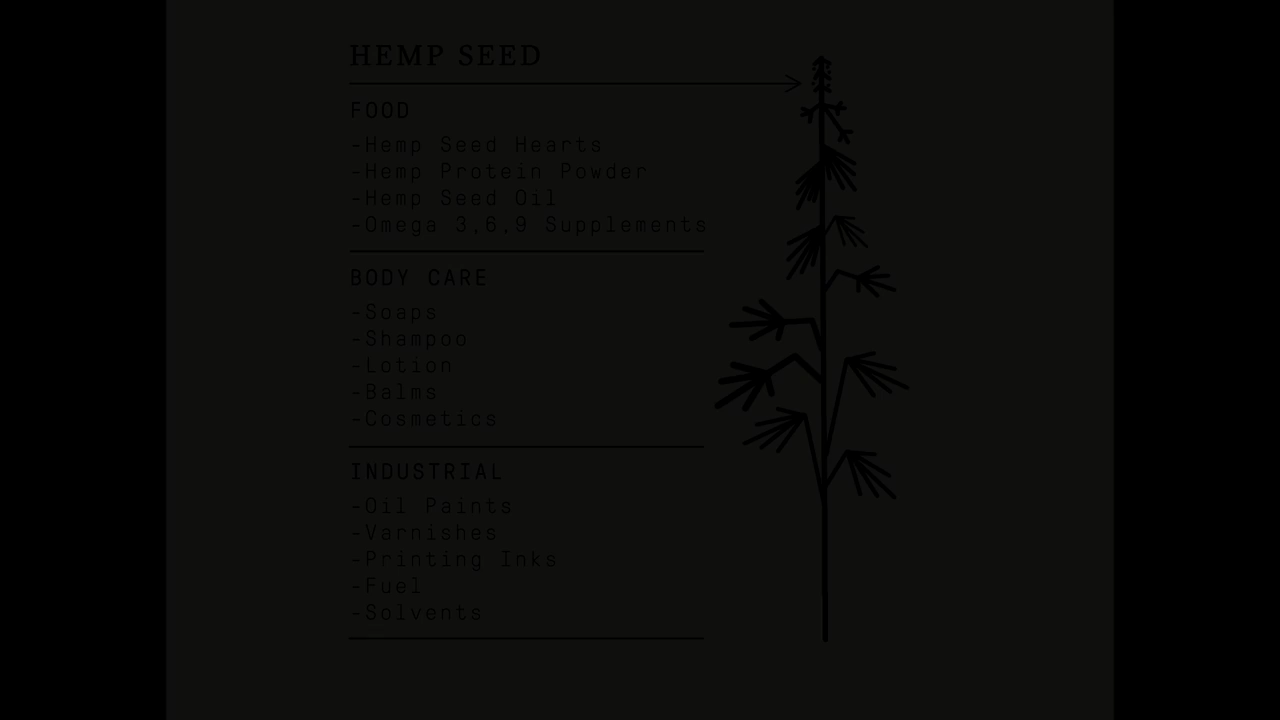 HEMP SEED
FOOD
-Hemp Seed Hearts
-Hemp Protein Powder
-Hemp Seed Oil
-Omega 3,6,9 Supplements
BODY CARE
-Soaps
-Shampoo
-Lotion
-Balms
-Cosmetics
INDUSTRIAL
-Oil Paints
-Varnishes
-Printing Inks
-Fuel
-Solvents